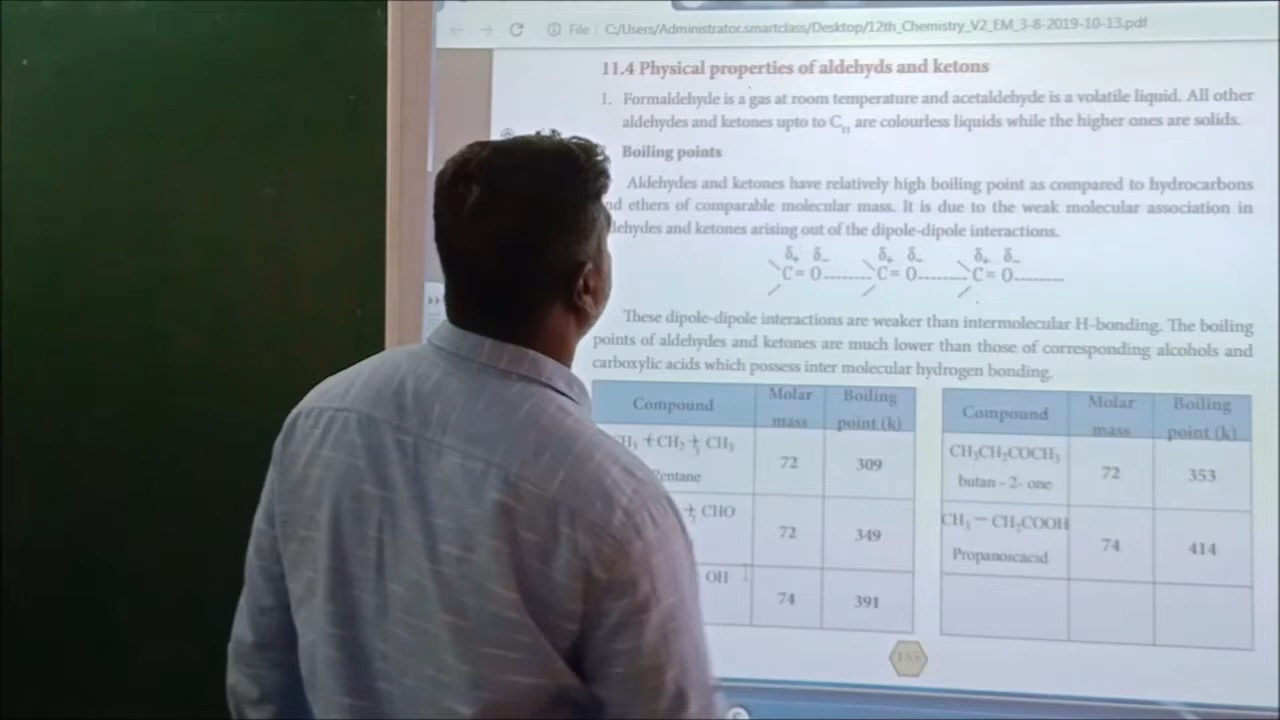 File C:/Users/Administrator.smartclass/Desktop/12th_Chemistry_V2_EM_3-8-2019-10-13.pdf
11.4 Physical properties of aldehyds and ketons
1. Formaldehyde is a gas at room temperature and acetaldehyde is a volatile liquid. All other
aldehydes and ketones upto to C₁₁ are colourless liquids while the higher ones are solids.
Boiling points
Aldehydes and ketones have relatively high boiling point as compared to hydrocarbons
ethers of comparable molecular mass. It is due to the weak molecular association in
and ketones arising out of the dipole-dipole interactions.
δ+ δ− δ+ δ− δ+ δ−
C = O........C = O........C = O........
These dipole-dipole interactions are weaker than intermolecular H-bonding. The boiling
points of aldehydes and ketones are much lower than those of corresponding alcohols and
carboxylic acids which possess inter molecular hydrogen bonding.
Compound Molar mass Boiling point (k)
CH₂ CH₃ 72 309
CHO 72 349
OH 74 391
Compound Molar mass Boiling point (k)
CH₃CH₂COCH₃ 72 353
butan - 2- one
CH₃ — CH₂COOH 74 414
Propanoicacid